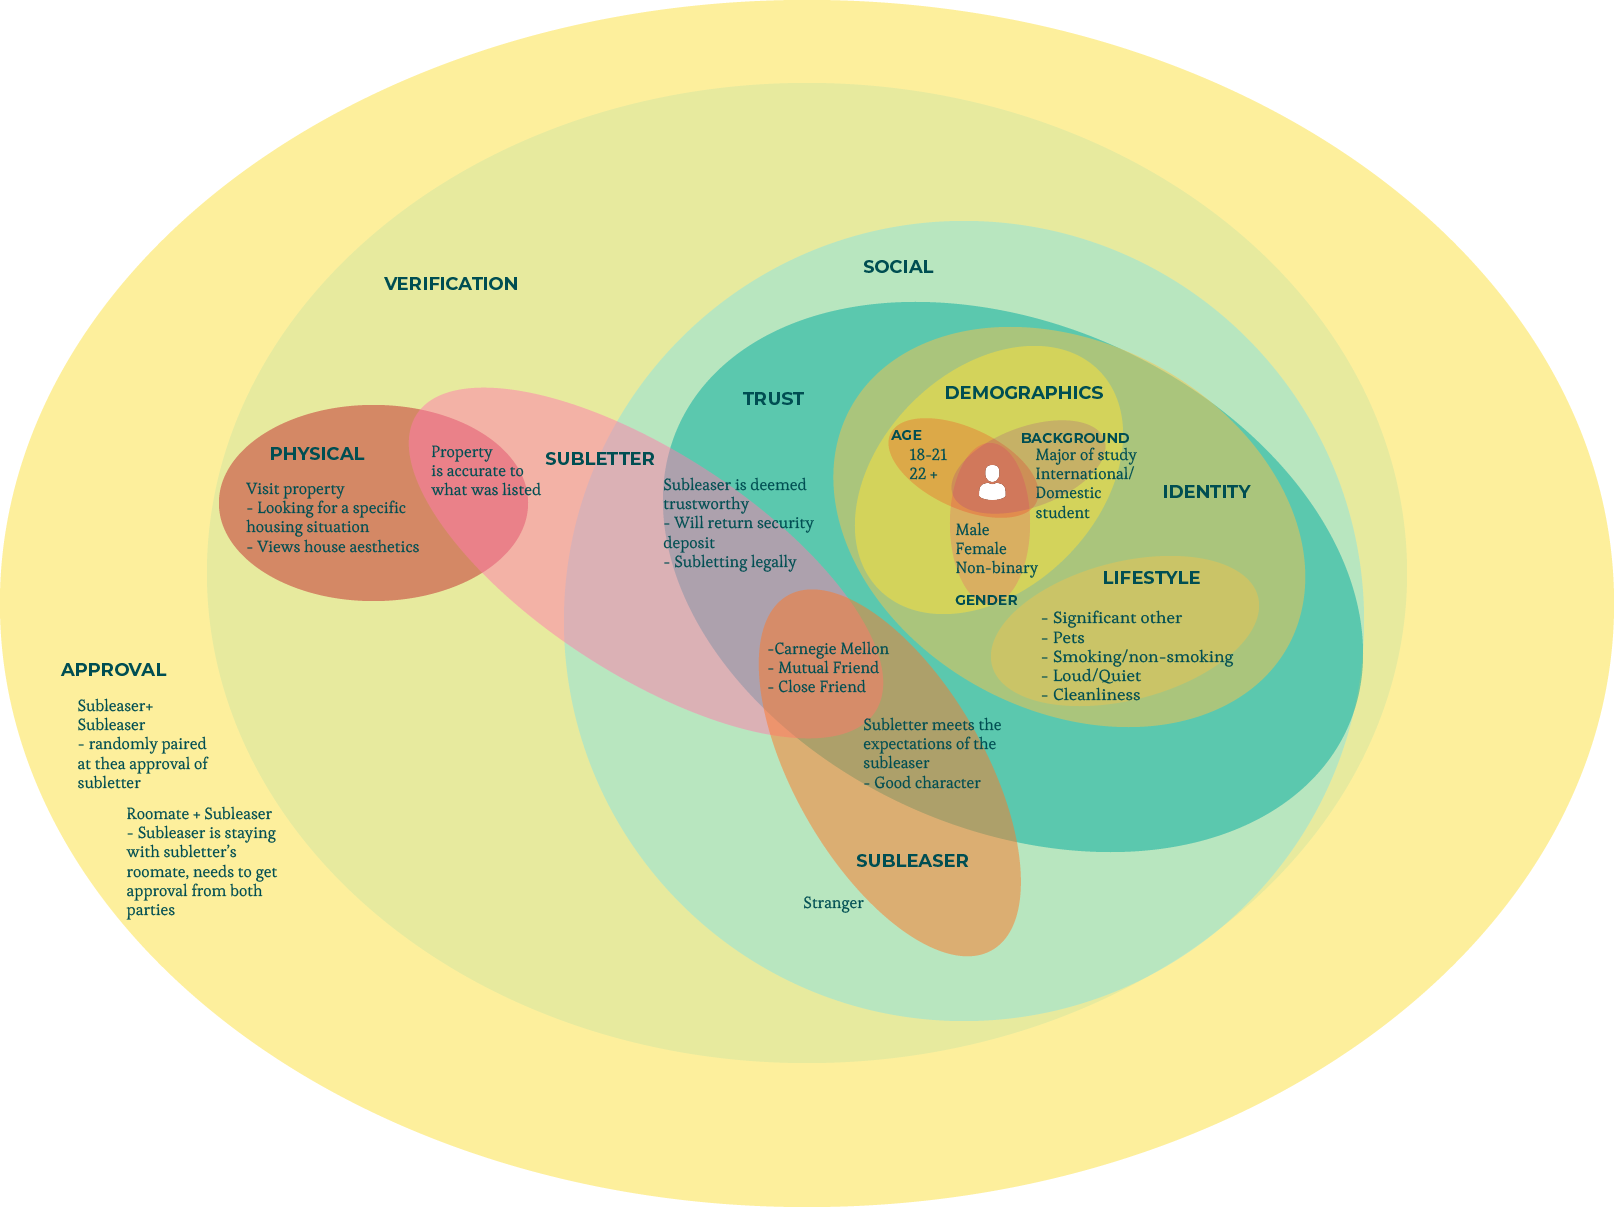 SOCIAL
VERIFICATION
TRUST
DEMOGRAPHICS
AGE
18-21
22 +
BACKGROUND
Major of study
International/
Domestic
student
IDENTITY
Male
Female
Non-binary
GENDER
LIFESTYLE
- Significant other
- Pets
- Smoking/non-smoking
- Loud/Quiet
- Cleanliness
PHYSICAL
Visit property
- Looking for a specific
housing situation
- Views house aesthetics
Property
is accurate to
what was listed
SUBLETTER
Subleaser is deemed
trustworthy
- Will return security
deposit
- Subletting legally
-Carnegie Mellon
- Mutual Friend
- Close Friend
Subletter meets the
expectations of the
subleaser
- Good character
SUBLEASER
Stranger
APPROVAL
Subleaser+
Subleaser
- randomly paired
at thea approval of
subletter
Roomate + Subleaser
- Subleaser is staying
with subletter's
roomate, needs to get
approval from both
parties